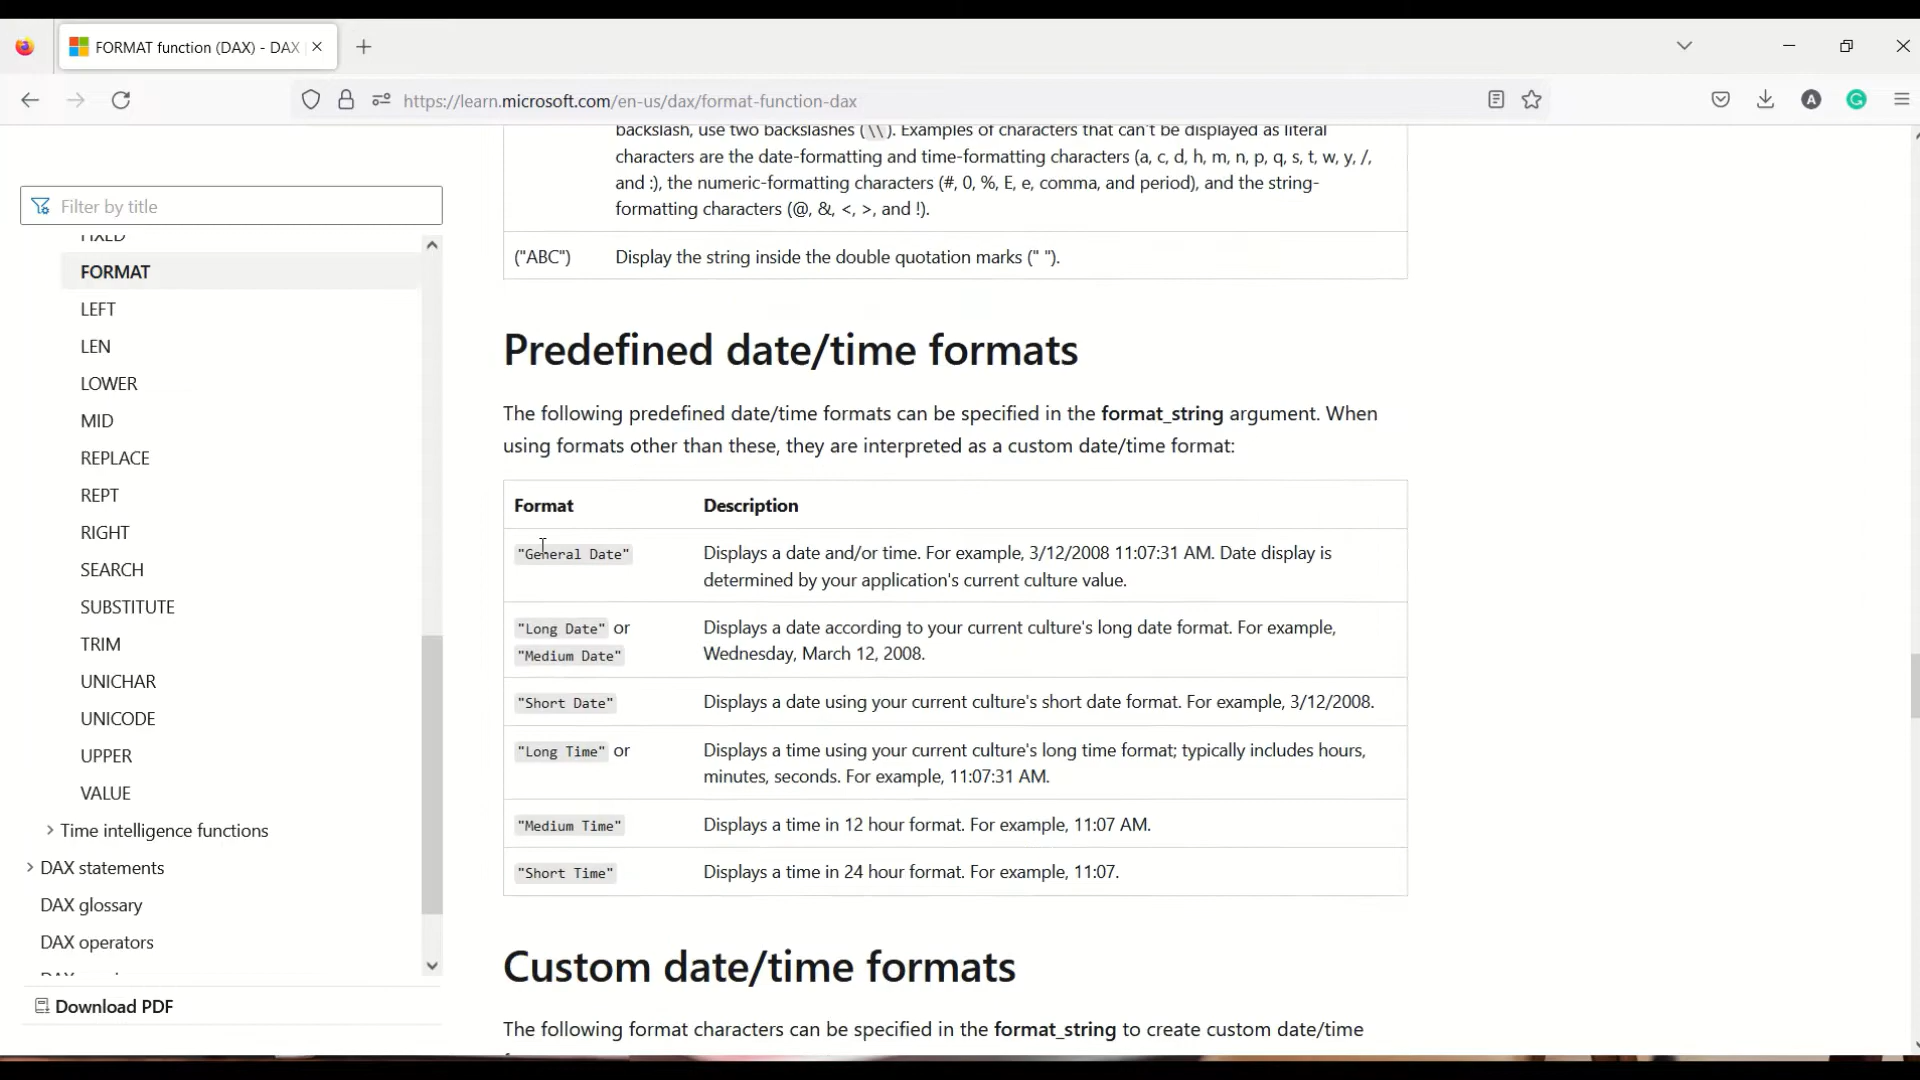 FORMAT function (DAX) - DAX
https://learn.microsoft.com/en-us/dax/format-function-dax
A
Filter by title
FIXED
FORMAT
LEFT
LEN
LOWER
MID
REPLACE
REPT
RIGHT
SEARCH
SUBSTITUTE
TRIM
UNICHAR
UNICODE
UPPER
VALUE
Time intelligence functions
DAX statements
DAX glossary
DAX operators
Download PDF
backslash, use two backslashes (\\). Examples of characters that can't be displayed as literal
characters are the date-formatting and time-formatting characters (a, c, d, h, m, n, p, q, s, t, w, y, /,
and :), the numeric-formatting characters (#, 0, %, E, e, comma, and period), and the string-
formatting characters (@, &, <, >, and !).
("ABC") Display the string inside the double quotation marks (" ").
Predefined date/time formats
The following predefined date/time formats can be specified in the format_string argument. When
using formats other than these, they are interpreted as a custom date/time format:
Format Description
"General Date" Displays a date and/or time. For example, 3/12/2008 11:07:31 AM. Date display is
determined by your application's current culture value.
"Long Date" or Displays a date according to your current culture's long date format. For example,
"Medium Date" Wednesday, March 12, 2008.
"Short Date" Displays a date using your current culture's short date format. For example, 3/12/2008.
"Long Time" or Displays a time using your current culture's long time format; typically includes hours,
minutes, seconds. For example, 11:07:31 AM.
"Medium Time" Displays a time in 12 hour format. For example, 11:07 AM.
"Short Time" Displays a time in 24 hour format. For example, 11:07.
Custom date/time formats
The following format characters can be specified in the format_string to create custom date/time